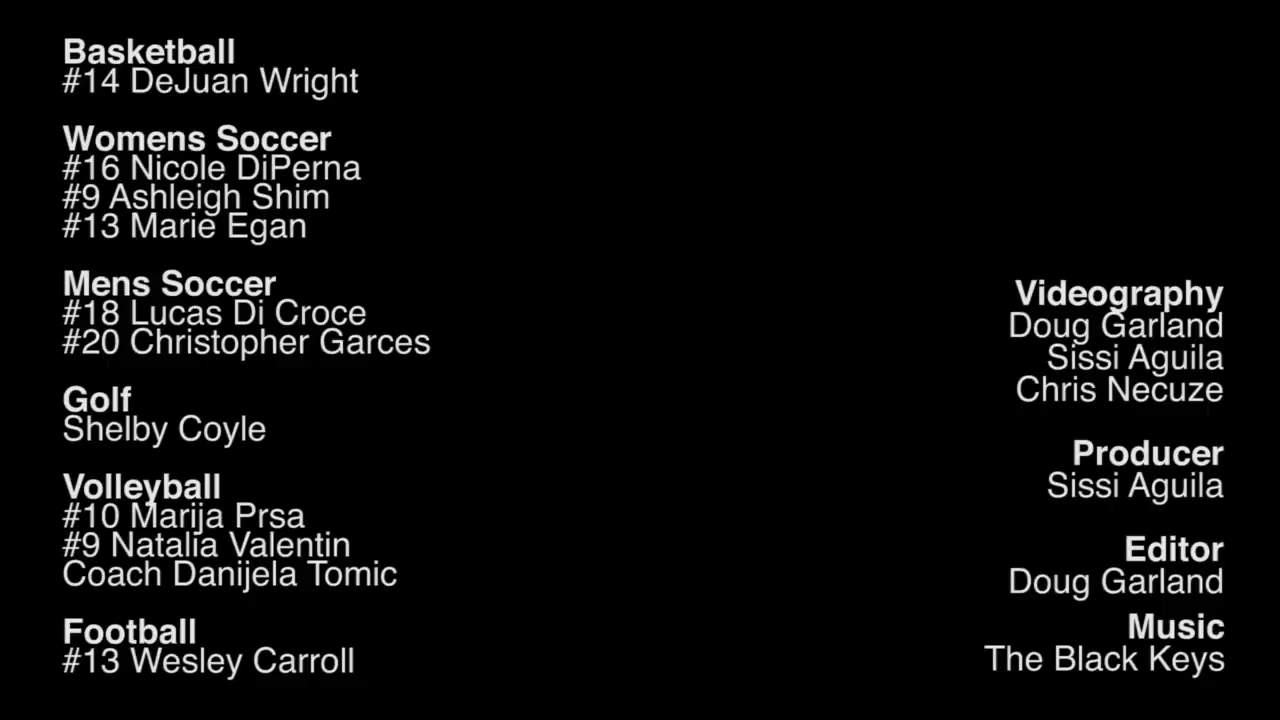 Basketball
#14 DeJuan Wright
Womens Soccer
#16 Nicole DiPerna
#9 Ashleigh Shim
#13 Marie Egan
Mens Soccer
#18 Lucas Di Croce
#20 Christopher Garces
Golf
Shelby Coyle
Volleyball
#10 Marija Prsa
#9 Natalia Valentin
Coach Danijela Tomic
Football
#13 Wesley Carroll
Videography
Doug Garland
Sissi Aguila
Chris Necuze
Producer
Sissi Aguila
Editor
Doug Garland
Music
The Black Keys